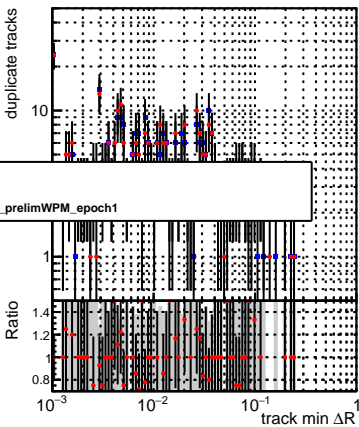 duplicate tracks
10
_prelimWPM_epoch1
1
Ratio
1.4
1.2
1
0.8
10⁻³ 10⁻² 10⁻¹ 1
track min ΔR